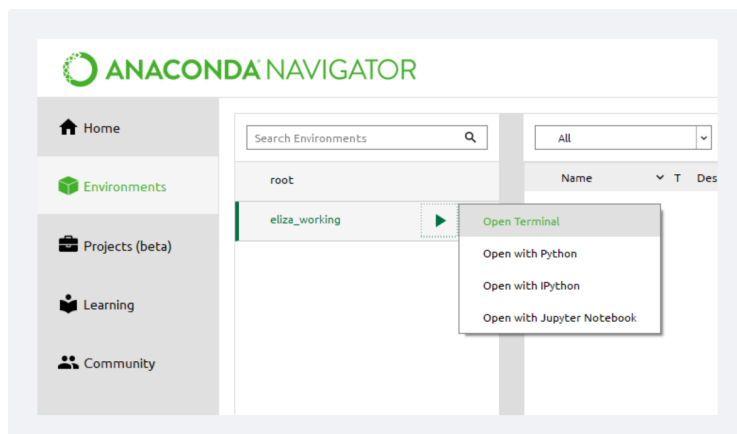 ANACONDA NAVIGATOR
Home
Environments
Projects (beta)
Learning
Community
Search Environments
root
eliza_working
Open Terminal
Open with Python
Open with IPython
Open with Jupyter Notebook
All
Name T Des